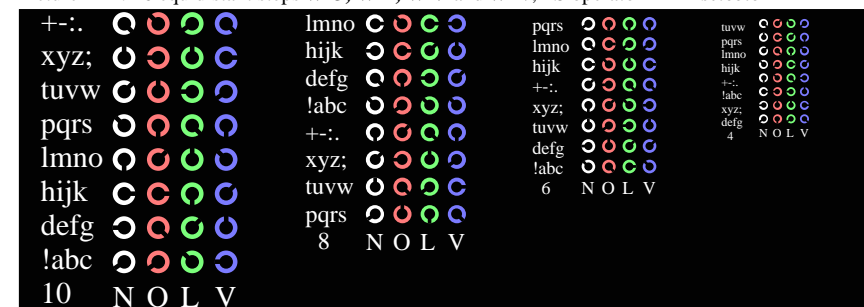 +-:.
xyz;
tuvw
pqrs
lmno
hijk
defg
!abc
10 N O L V
lmno
hijk
defg
!abc
+-:.
xyz;
tuvw
pqrs
8 N O L V
pqrs
lmno
hijk
+-:.
xyz;
tuvw
defg
!abc
6 N O L V
tuvw
pqrs
lmno
hijk
+-:.
!abc
xyz;
defg
4 N O L V